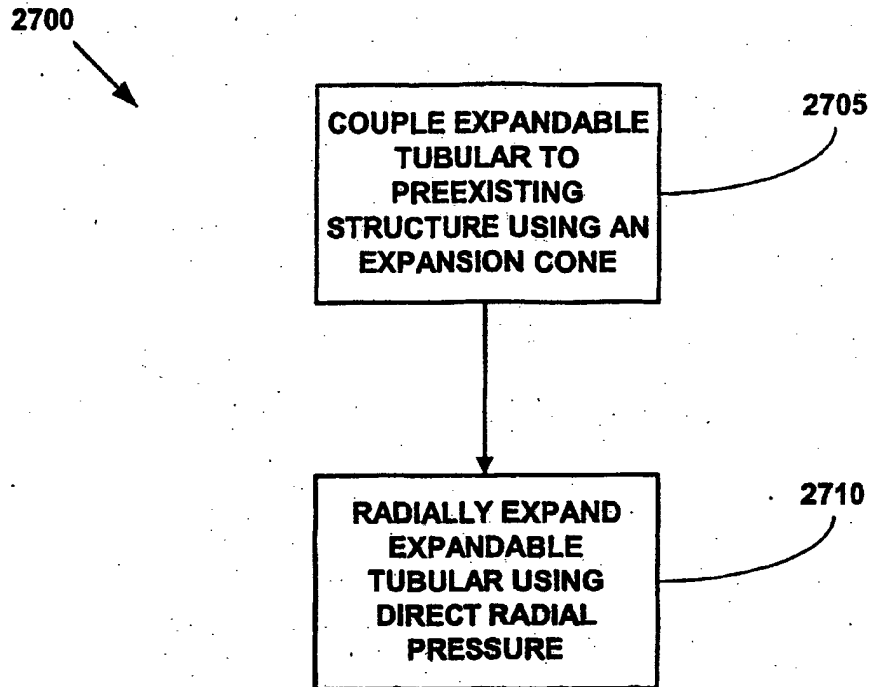 2700
2705
COUPLE EXPANDABLE
TUBULAR TO
PREEXISTING
STRUCTURE USING AN
EXPANSION CONE
2710
RADIALLY EXPAND
EXPANDABLE
TUBULAR USING
DIRECT RADIAL
PRESSURE